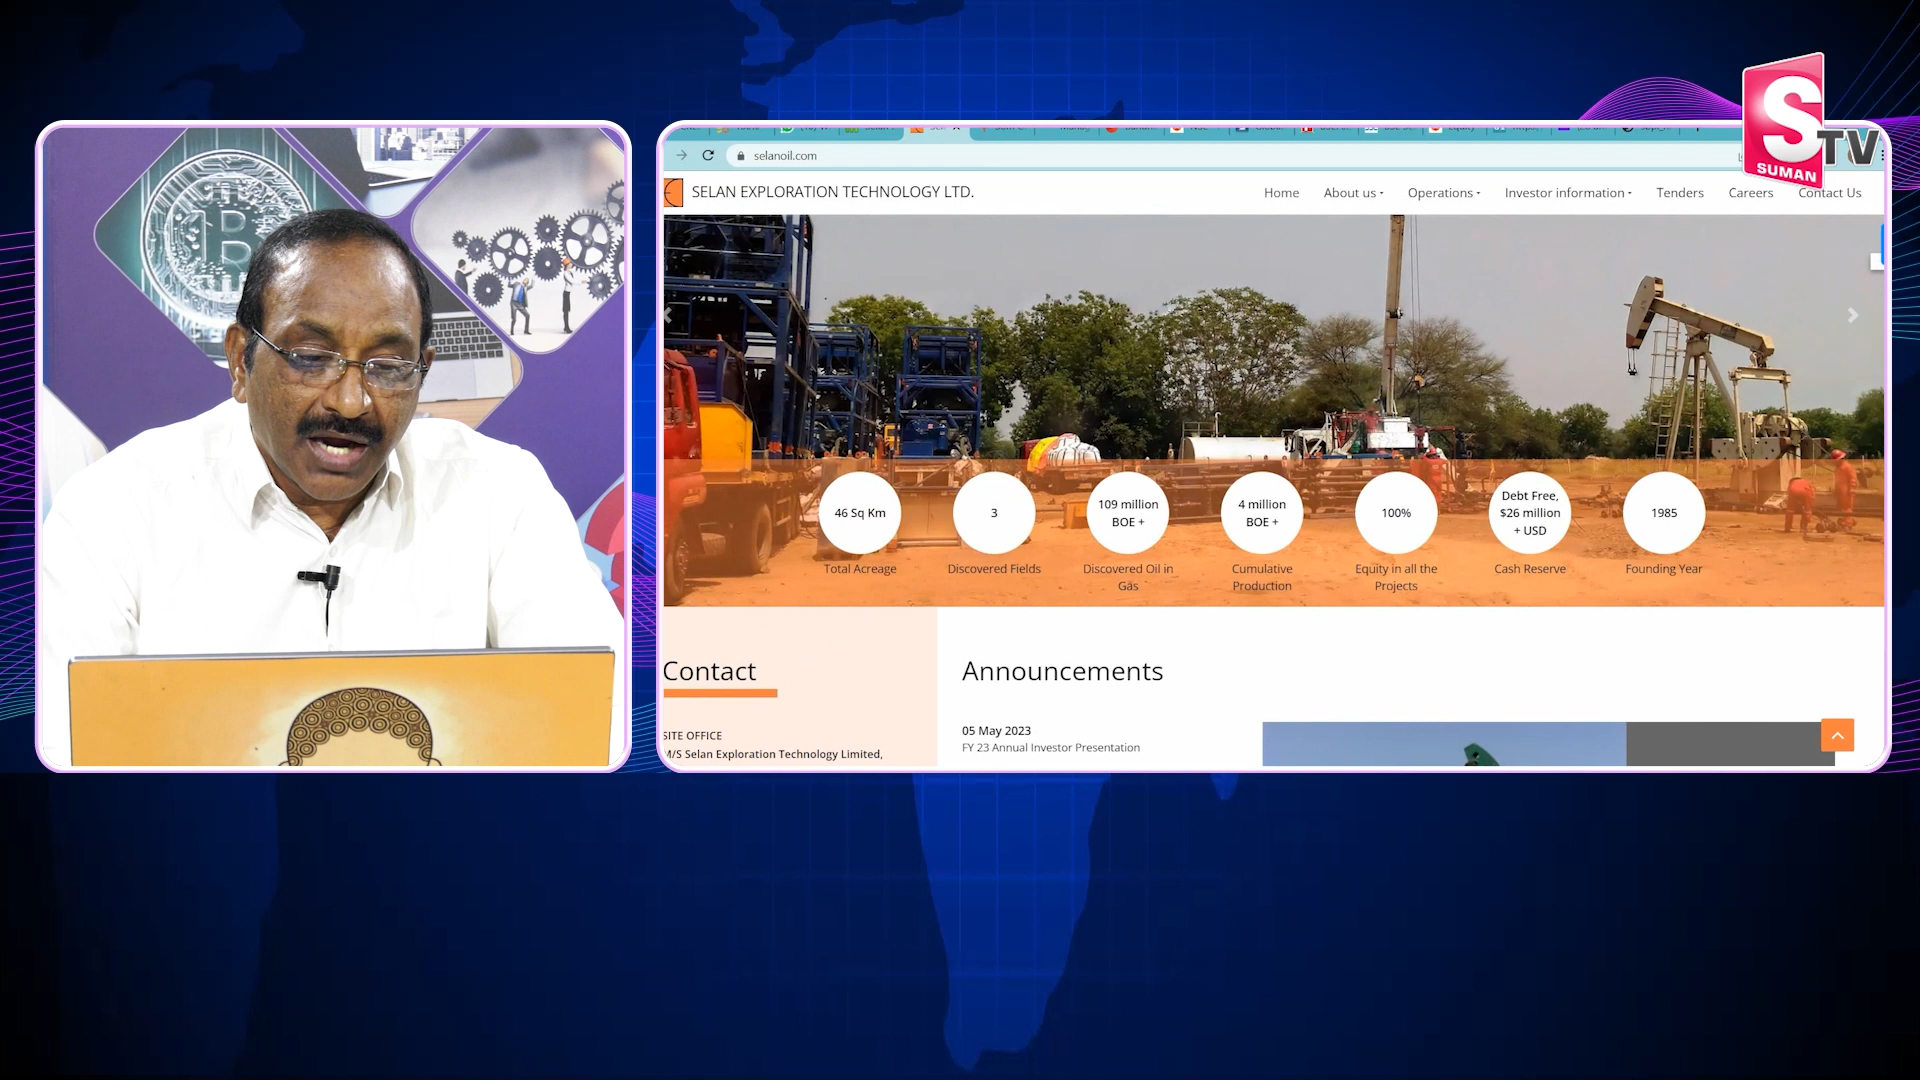 S
SUMAN
TV
selanoil.com
SELAN EXPLORATION TECHNOLOGY LTD.
Home
About us
Operations
Investor information
Tenders
Careers
Contact Us
46 Sq Km
Total Acreage
3
Discovered Fields
109 million
BOE +
Discovered Oil in
Gas
4 million
BOE +
Cumulative
Production
100%
Equity in all the
Projects
Debt Free,
$26 million
+ USD
Cash Reserve
1985
Founding Year
Contact
SITE OFFICE
M/S Selan Exploration Technology Limited,
Announcements
05 May 2023
FY 23 Annual Investor Presentation